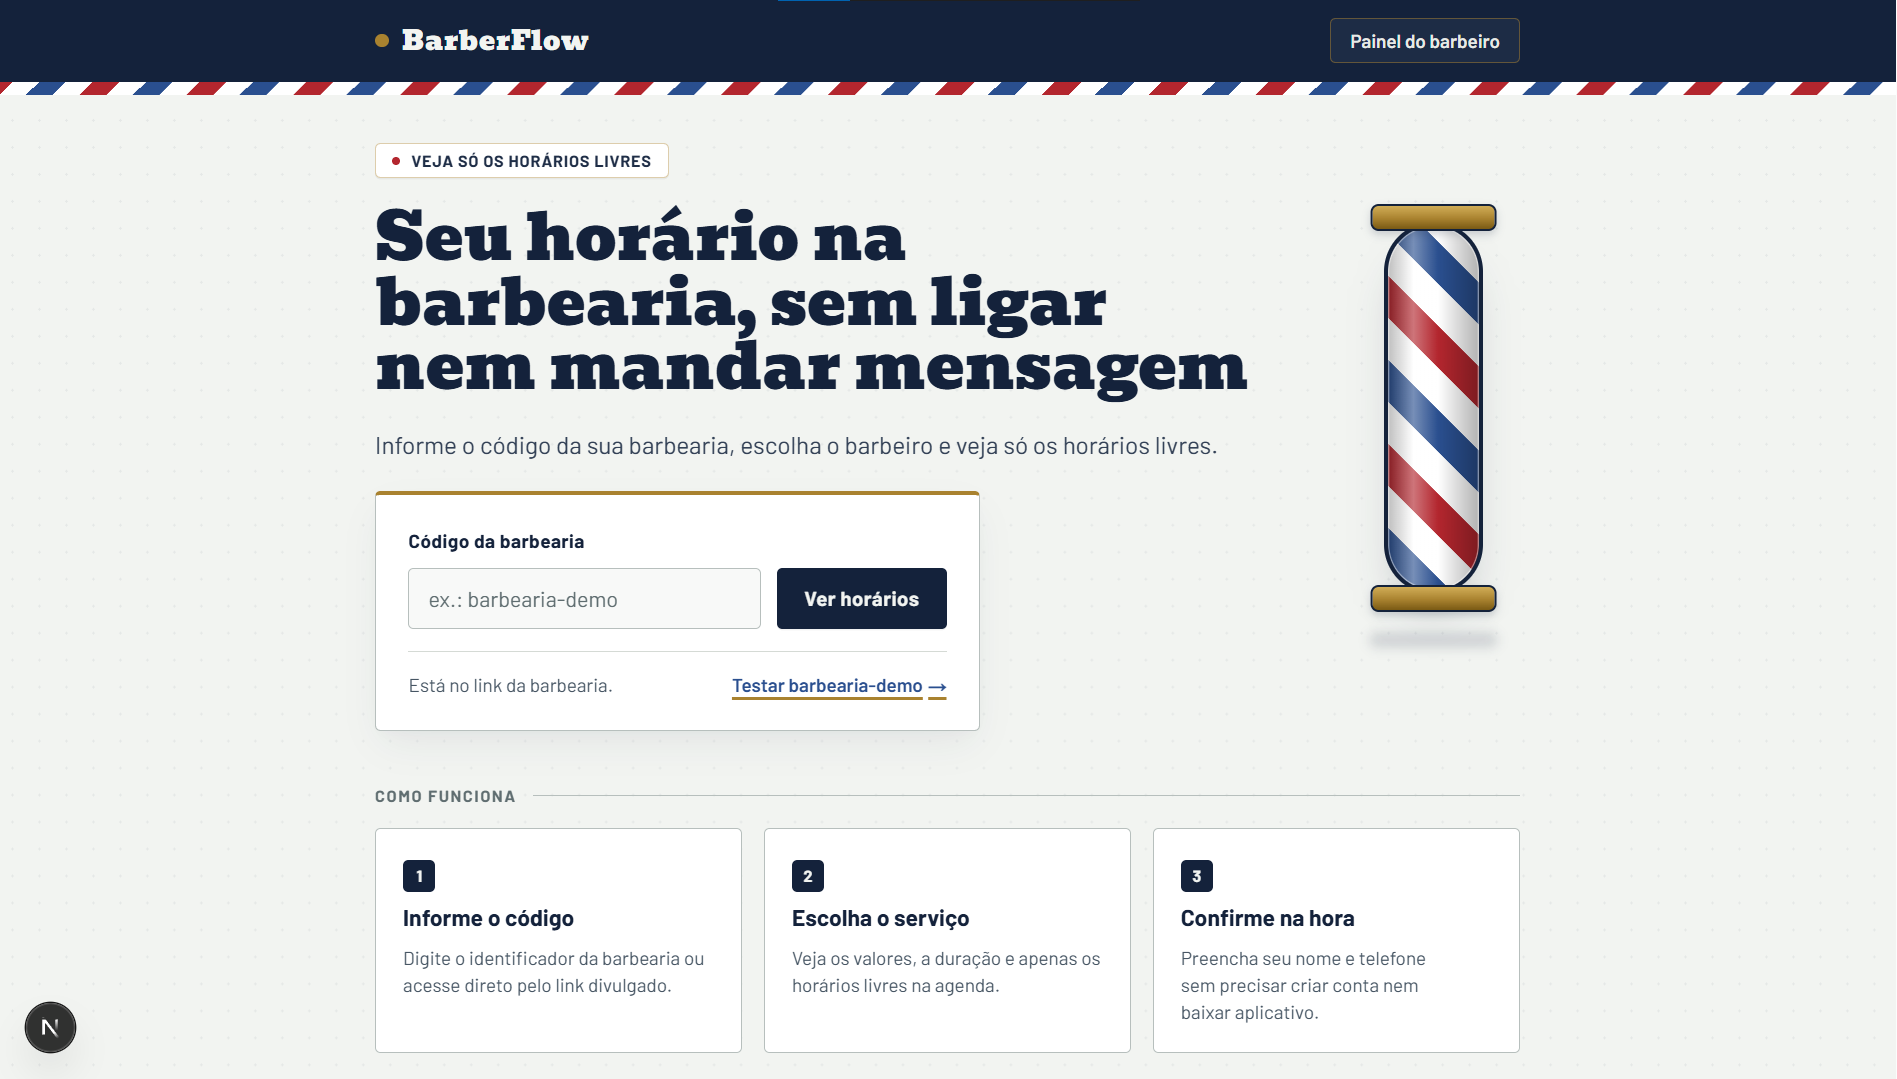 BarberFlow
Painel do barbeiro
VEJA SÓ OS HORÁRIOS LIVRES
Seu horário na
barbearia, sem ligar
nem mandar mensagem
Informe o código da sua barbearia, escolha o barbeiro e veja só os horários livres.
Código da barbearia
ex.: barbearia-demo
Ver horários
Está no link da barbearia.
Testar barbearia-demo →
COMO FUNCIONA
1
Informe o código
Digite o identificador da barbearia ou
acesse direto pelo link divulgado.
2
Escolha o serviço
Veja os valores, a duração e apenas os
horários livres na agenda.
3
Confirme na hora
Preencha seu nome e telefone
sem precisar criar conta nem
baixar aplicativo.
N